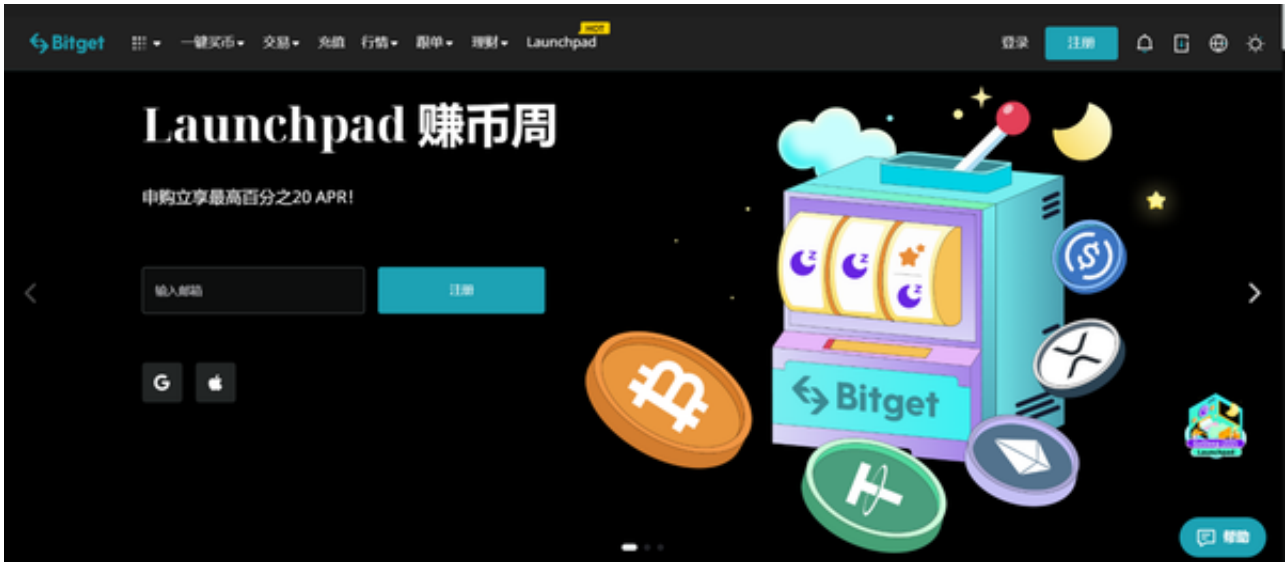 Bitget 一键买币 交易 充值 行情 跟单 理财 Launchpad HOT 登录 注册
Launchpad 赚币周
申购立享最高百分之20 APR!
输入邮箱 注册
G
Bitget
Launchpad
帮助